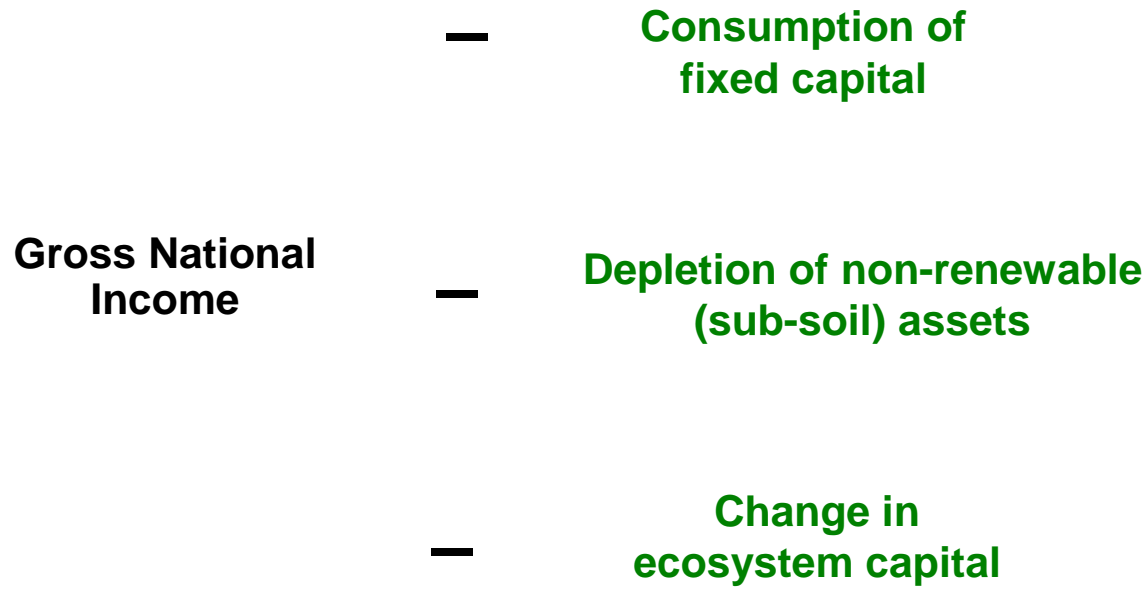 – Consumption of
fixed capital
Gross National
Income
– Depletion of non-renewable
(sub-soil) assets
– Change in
ecosystem capital